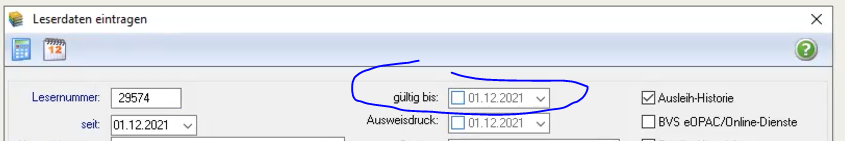 Leserdaten eintragen
12
Lesernummer: 29574 gültig bis: 01.12.2021 Ausleih-Historie
seit: 01.12.2021 Ausweisdruck: 01.12.2021 BVS eOPAC/Online-Dienste